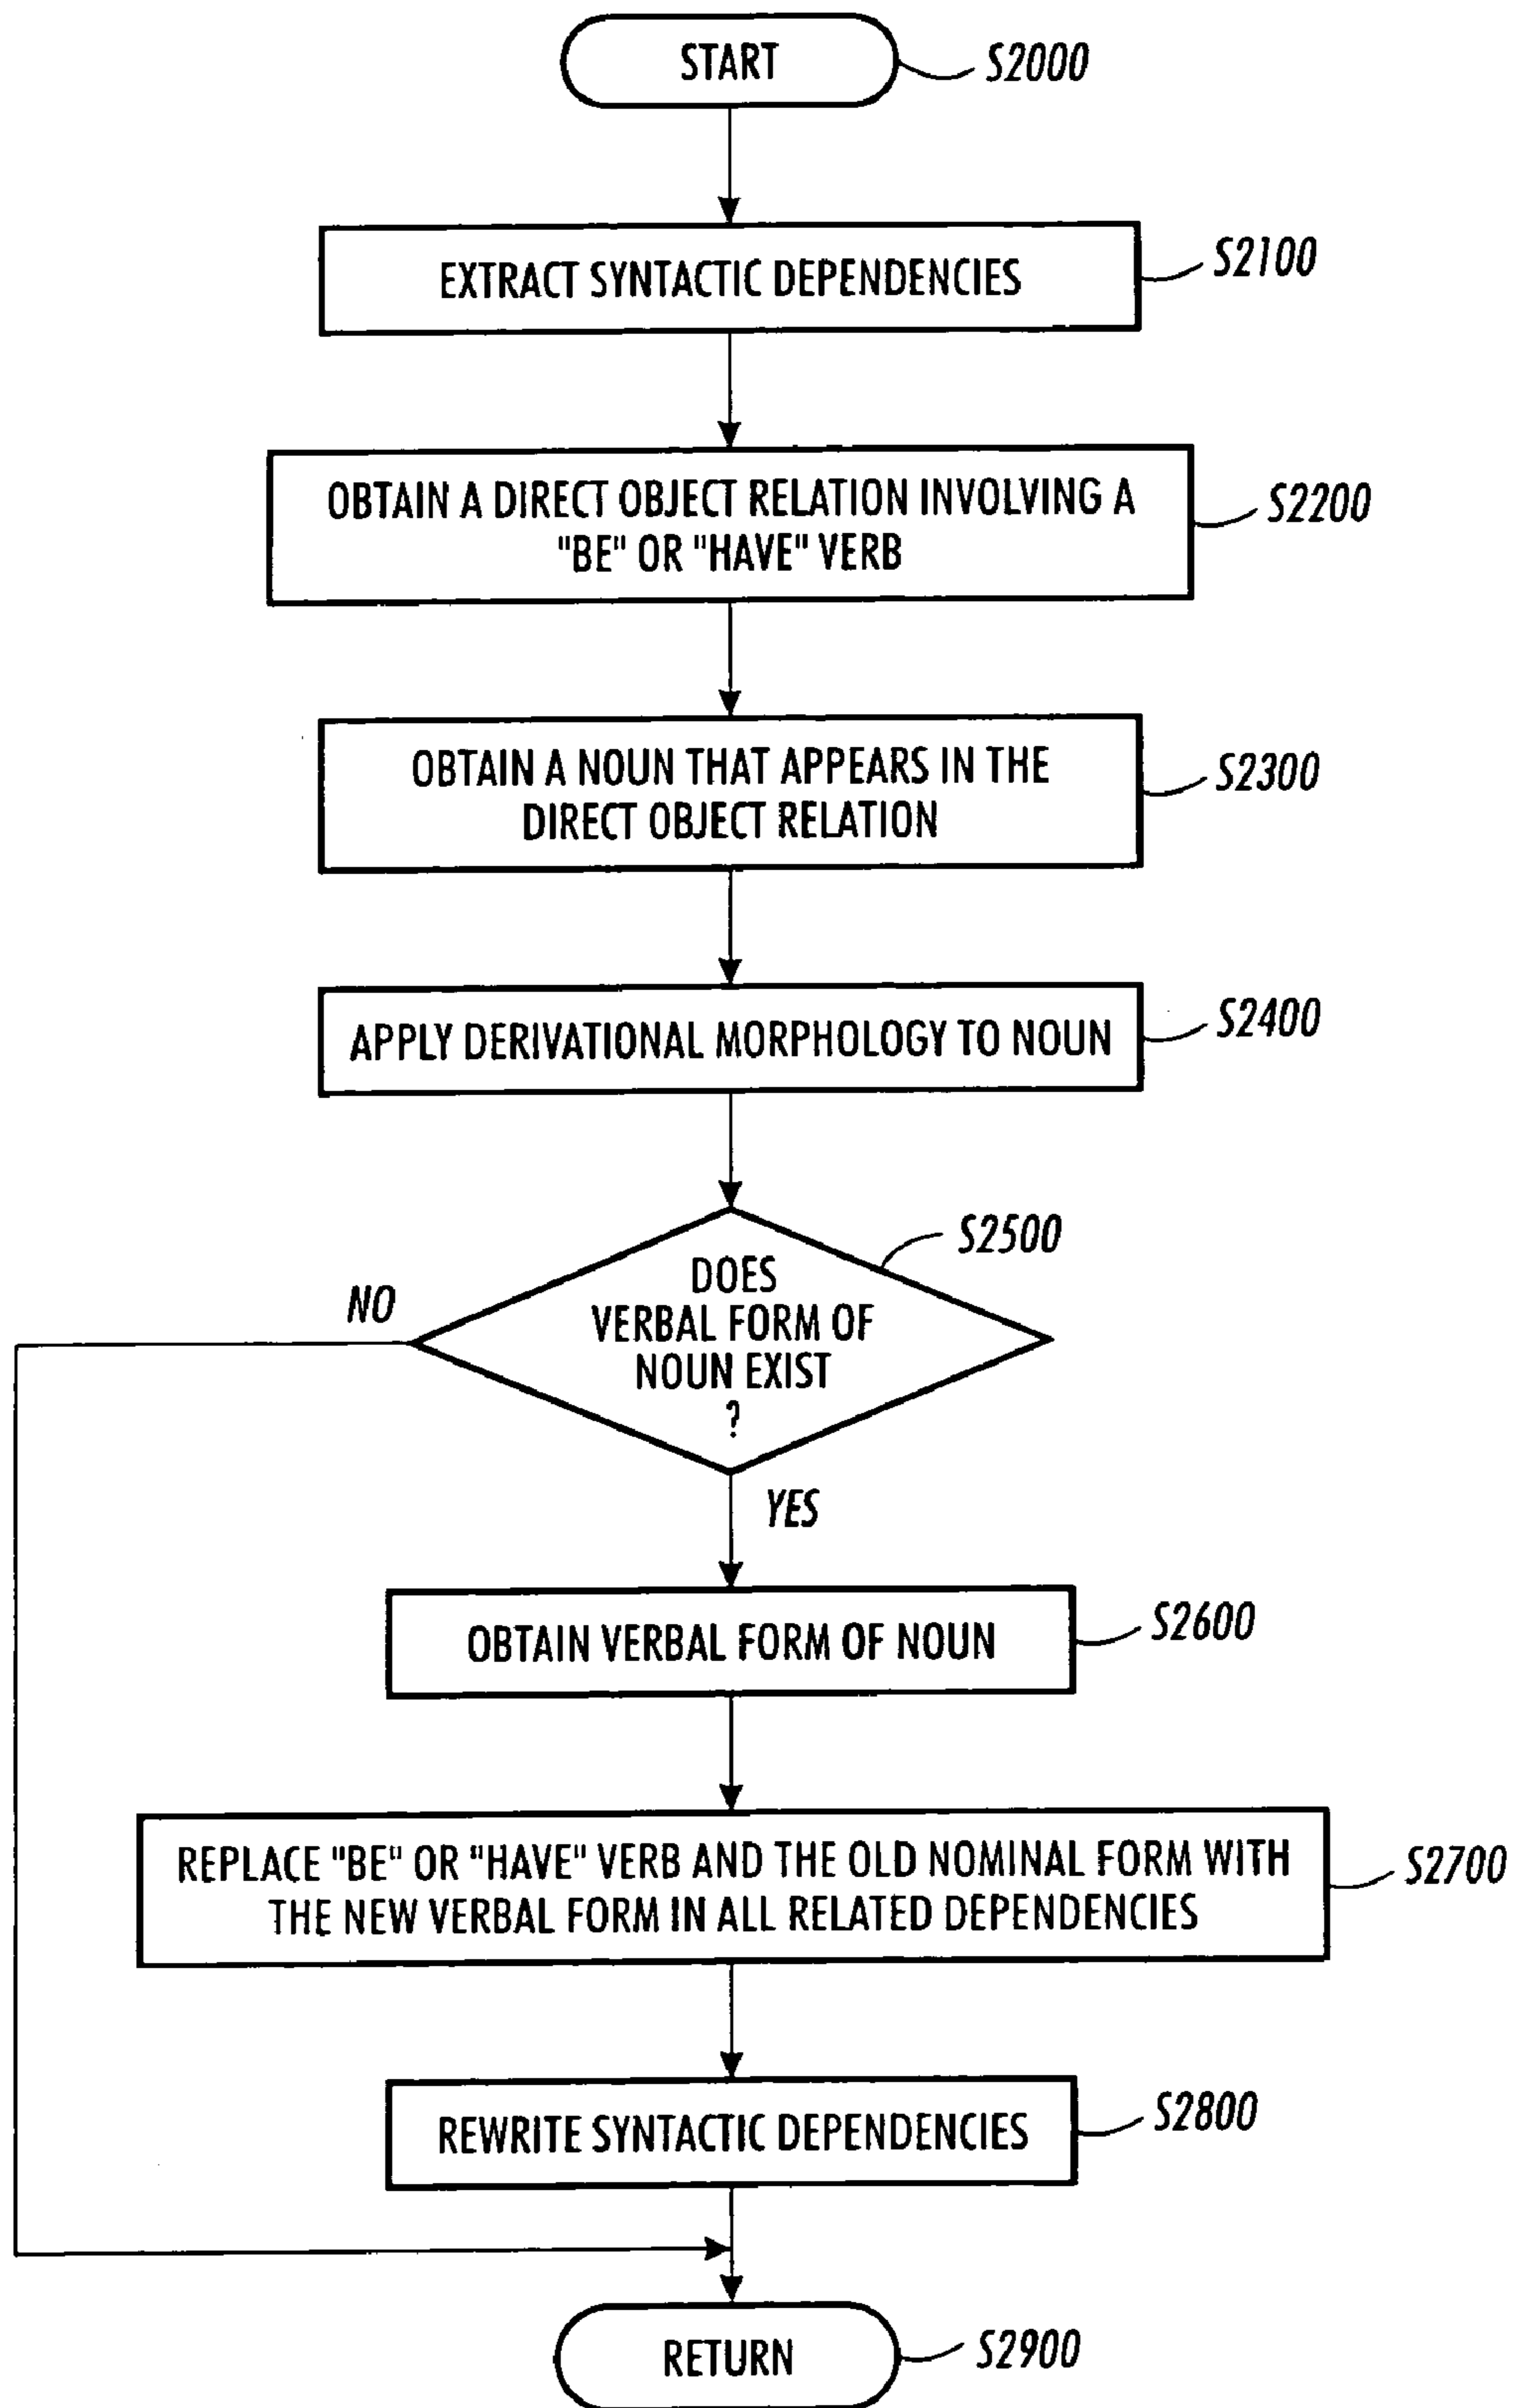 START
S2000
EXTRACT SYNTACTIC DEPENDENCIES
S2100
OBTAIN A DIRECT OBJECT RELATION INVOLVING A
"BE" OR "HAVE" VERB
S2200
OBTAIN A NOUN THAT APPEARS IN THE
DIRECT OBJECT RELATION
S2300
APPLY DERIVATIONAL MORPHOLOGY TO NOUN
S2400
DOES
VERBAL FORM OF
NOUN EXIST
?
S2500
NO
YES
OBTAIN VERBAL FORM OF NOUN
S2600
REPLACE "BE" OR "HAVE" VERB AND THE OLD NOMINAL FORM WITH
THE NEW VERBAL FORM IN ALL RELATED DEPENDENCIES
S2700
REWRITE SYNTACTIC DEPENDENCIES
S2800
RETURN
S2900